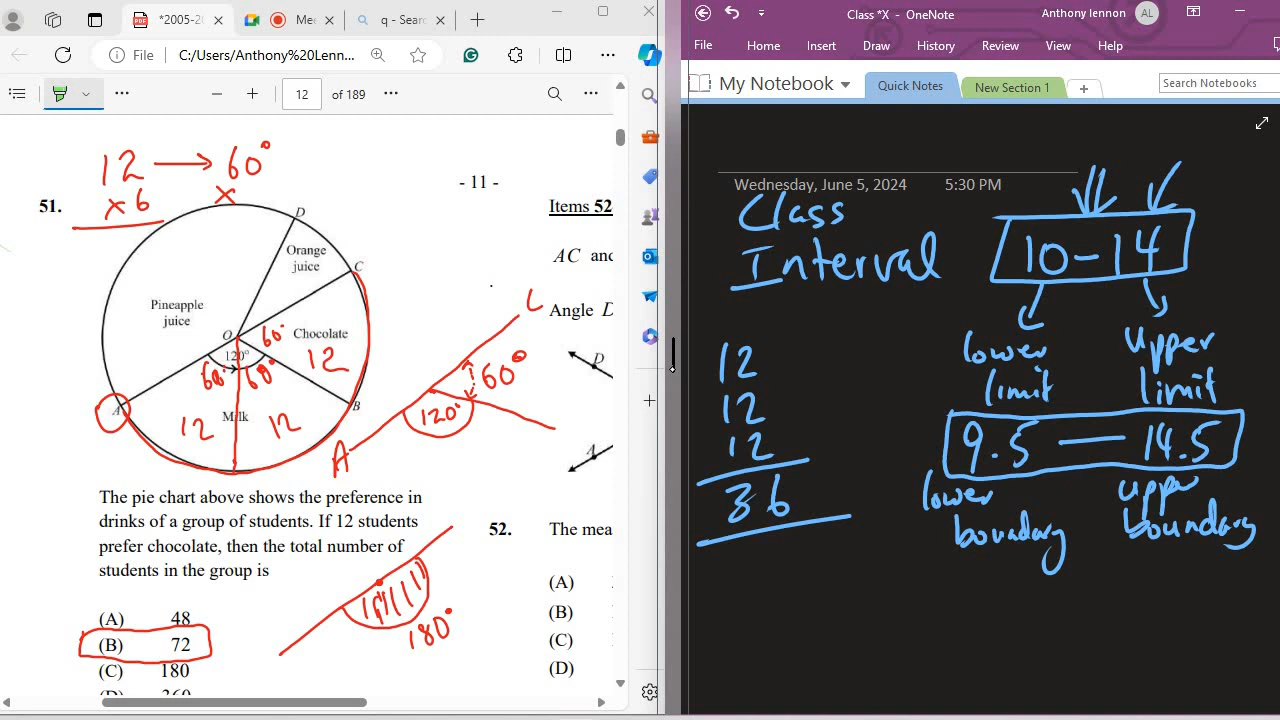 *2005-2
Mee
q - Searc
File
C:/Users/Anthony%20Lenn...
12 of 189
12 → 60°
× 6 ×
- 11 -
51.
D
Orange
juice
C
Pineapple
juice
O
60°
Chocolate
12
120°
60° 60°
Milk
12 12
A
B
The pie chart above shows the preference in
drinks of a group of students. If 12 students
prefer chocolate, then the total number of
students in the group is
(A) 48
(B) 72
(C) 180
(D) 360
C
60°
120°
A
180°
Items 52
AC and
Angle D
D
A
52. The mea
(A)
(B)
(C)
(D)
Class *X - OneNote
Anthony lennon AL
File Home Insert Draw History Review View Help
My Notebook Quick Notes New Section 1 +
Search Notebooks
Wednesday, June 5, 2024 5:30 PM
Class
Interval
10 - 14
lower
limit
upper
limit
9.5 — 14.5
lower
boundary
upper
boundary
12
12
12
36